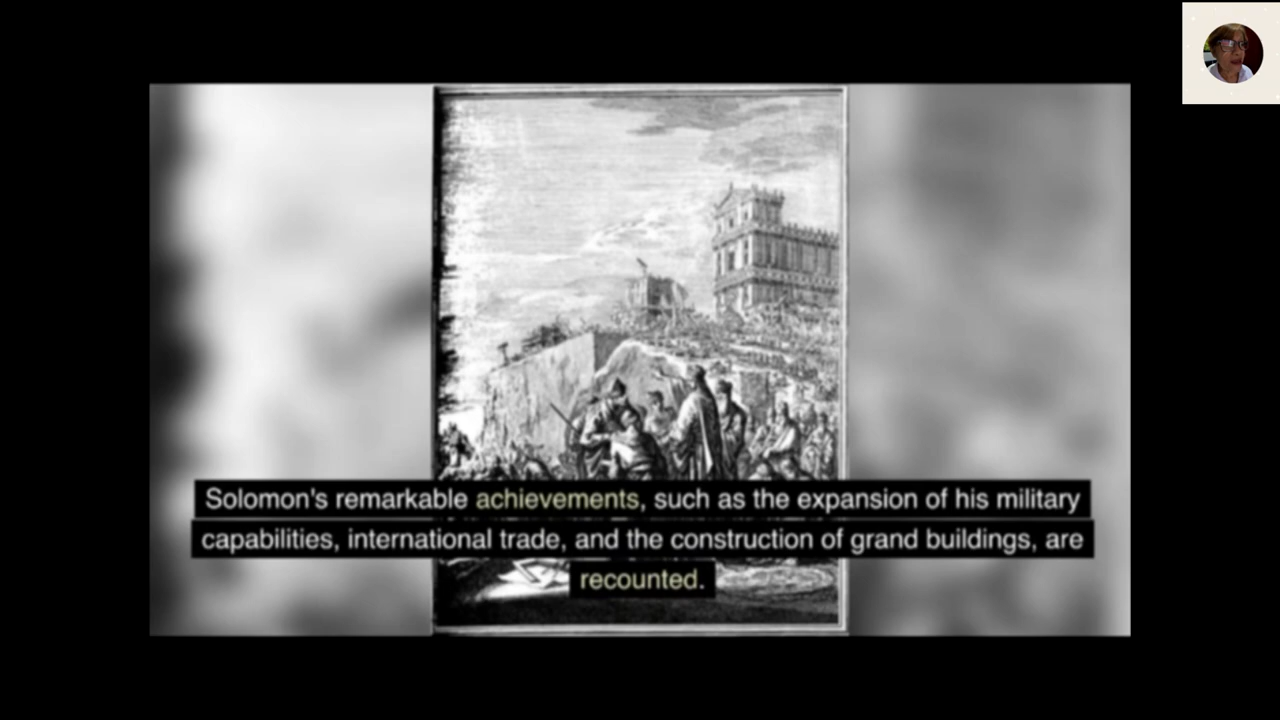 Solomon's remarkable achievements, such as the expansion of his military
capabilities, international trade, and the construction of grand buildings, are
recounted.